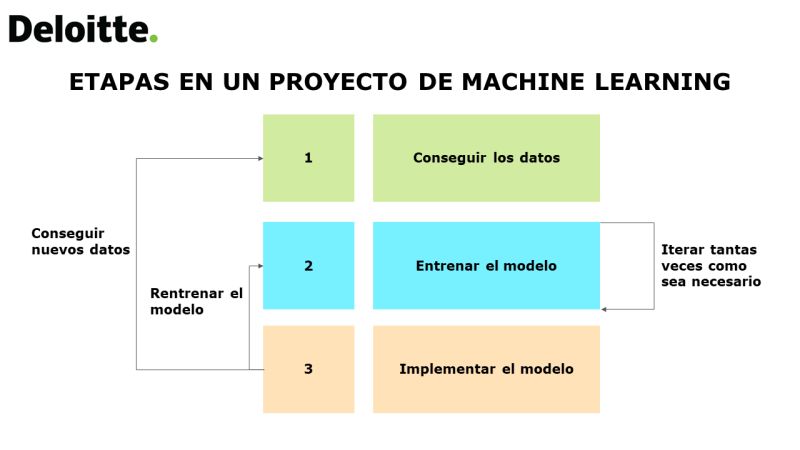 Deloitte.
ETAPAS EN UN PROYECTO DE MACHINE LEARNING
1
Conseguir los datos
Conseguir
nuevos datos
2
Entrenar el modelo
Iterar tantas
veces como
sea necesario
Rentrenar el
modelo
3
Implementar el modelo